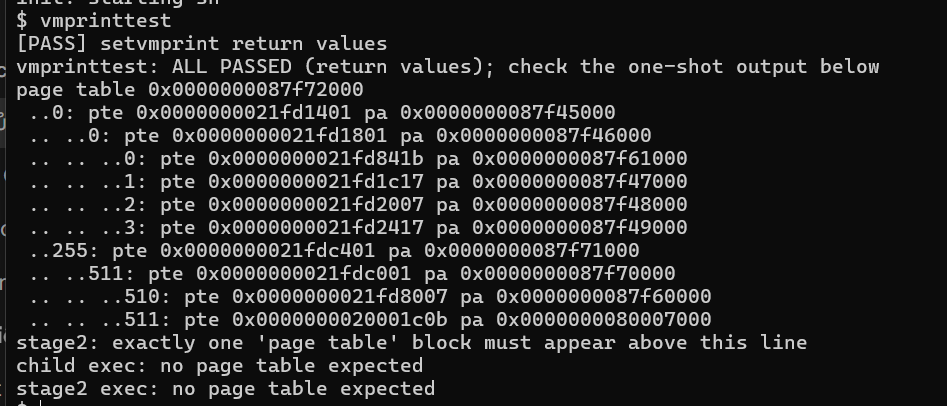 init: starting sh
$ vmprinttest
[PASS] setvmprint return values
vmprinttest: ALL PASSED (return values); check the one-shot output below
page table 0x0000000087f72000
 ..0: pte 0x0000000021fd1401 pa 0x0000000087f45000
 .. ..0: pte 0x0000000021fd1801 pa 0x0000000087f46000
 .. .. ..0: pte 0x0000000021fd841b pa 0x0000000087f61000
 .. .. ..1: pte 0x0000000021fd1c17 pa 0x0000000087f47000
 .. .. ..2: pte 0x0000000021fd2007 pa 0x0000000087f48000
 .. .. ..3: pte 0x0000000021fd2417 pa 0x0000000087f49000
 ..255: pte 0x0000000021fdc401 pa 0x0000000087f71000
 .. ..511: pte 0x0000000021fdc001 pa 0x0000000087f70000
 .. .. ..510: pte 0x0000000021fd8007 pa 0x0000000087f60000
 .. .. ..511: pte 0x0000000020001c0b pa 0x0000000080007000
stage2: exactly one 'page table' block must appear above this line
child exec: no page table expected
stage2 exec: no page table expected
$